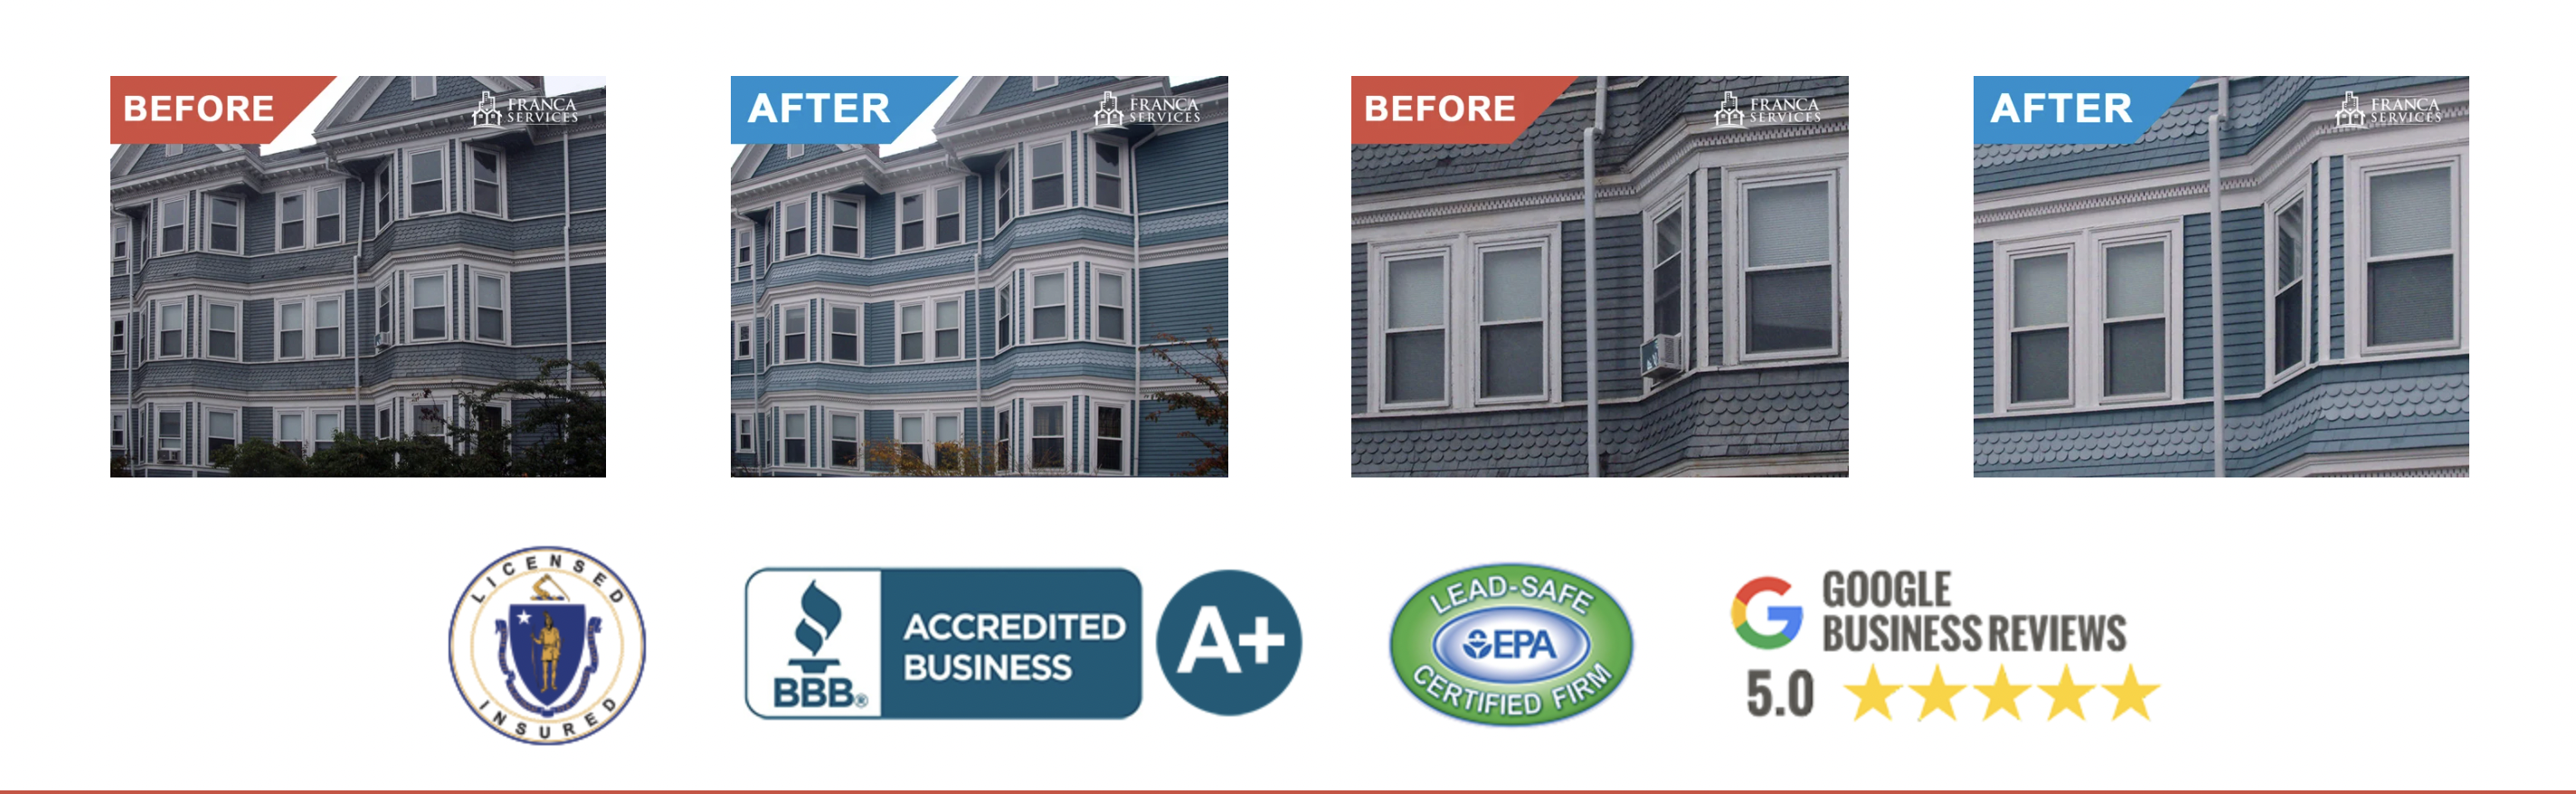 BEFORE
FRANCA
SERVICES
AFTER
FRANCA
SERVICES
BEFORE
FRANCA
SERVICES
AFTER
FRANCA
SERVICES
LICENSED
INSURED
BBB®
ACCREDITED
BUSINESS
A+
LEAD-SAFE
EPA
CERTIFIED FIRM
GOOGLE
BUSINESS REVIEWS
5.0